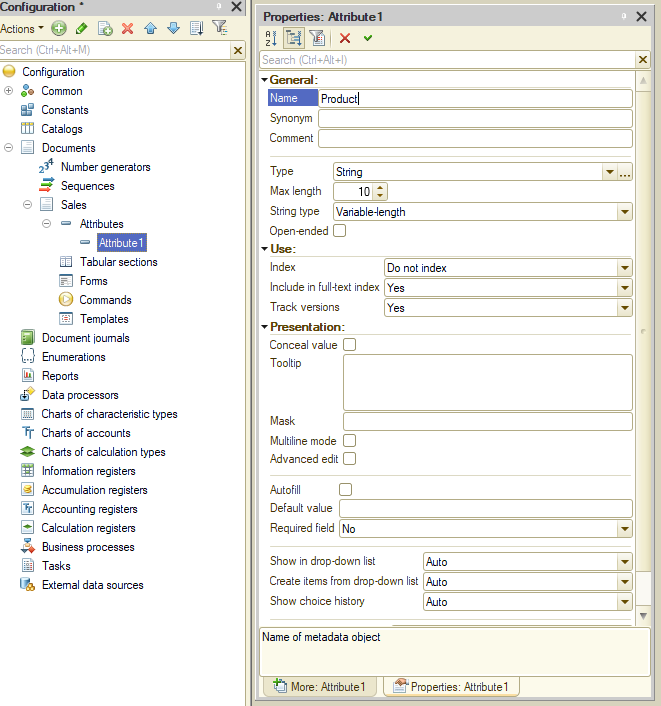 Configuration *
Actions
Search (Ctrl+Alt+M)
Configuration
Common
Constants
Catalogs
Documents
Number generators
Sequences
Sales
Attributes
Attribute1
Tabular sections
Forms
Commands
Templates
Document journals
Enumerations
Reports
Data processors
Charts of characteristic types
Charts of accounts
Charts of calculation types
Information registers
Accumulation registers
Accounting registers
Calculation registers
Business processes
Tasks
External data sources
Properties: Attribute1
Search (Ctrl+Alt+I)
General:
Name Product
Synonym
Comment
Type String ...
Max length 10
String type Variable-length
Open-ended
Use:
Index Do not index
Include in full-text index Yes
Track versions Yes
Presentation:
Conceal value
Tooltip
Mask
Multiline mode
Advanced edit
Autofill
Default value
Required field No
Show in drop-down list Auto
Create items from drop-down list Auto
Show choice history Auto
Name of metadata object
More: Attribute1 Properties: Attribute1